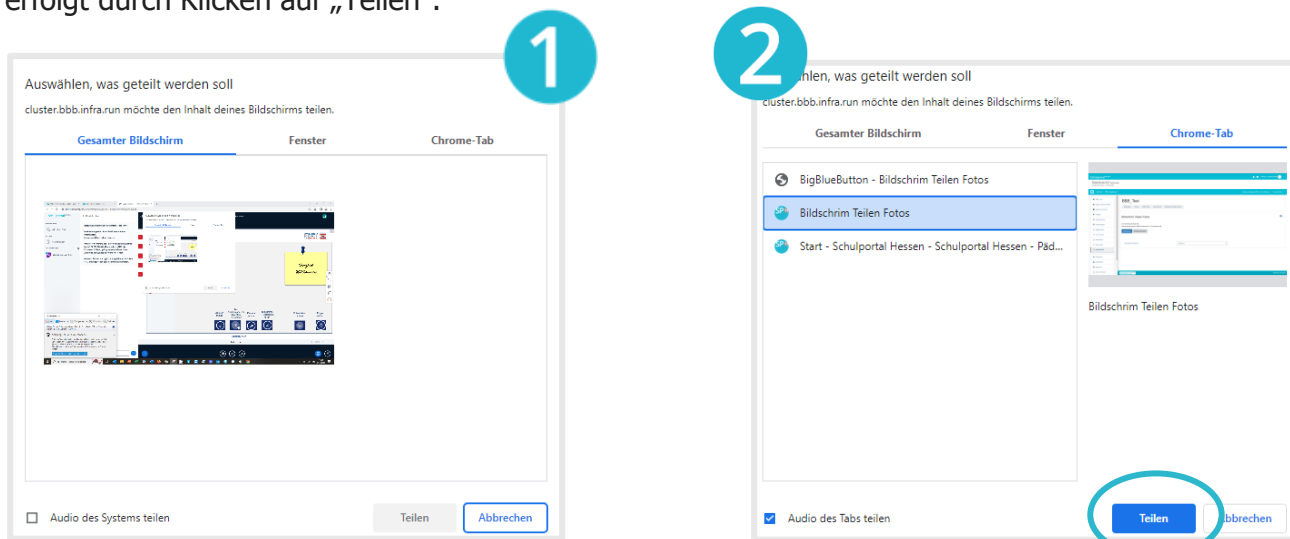 erfolgt durch Klicken auf „Teilen“.
1
Auswählen, was geteilt werden soll
cluster.bbb.infra.run möchte den Inhalt deines Bildschirms teilen.
Gesamter Bildschirm Fenster Chrome-Tab
Audio des Systems teilen Teilen Abbrechen
2
hlen, was geteilt werden soll
cluster.bbb.infra.run möchte den Inhalt deines Bildschirms teilen.
Gesamter Bildschirm Fenster Chrome-Tab
BigBlueButton - Bildschrim Teilen Fotos
Bildschrim Teilen Fotos
Start - Schulportal Hessen - Schulportal Hessen - Päd...
Bildschrim Teilen Fotos
Audio des Tabs teilen Teilen bbrechen